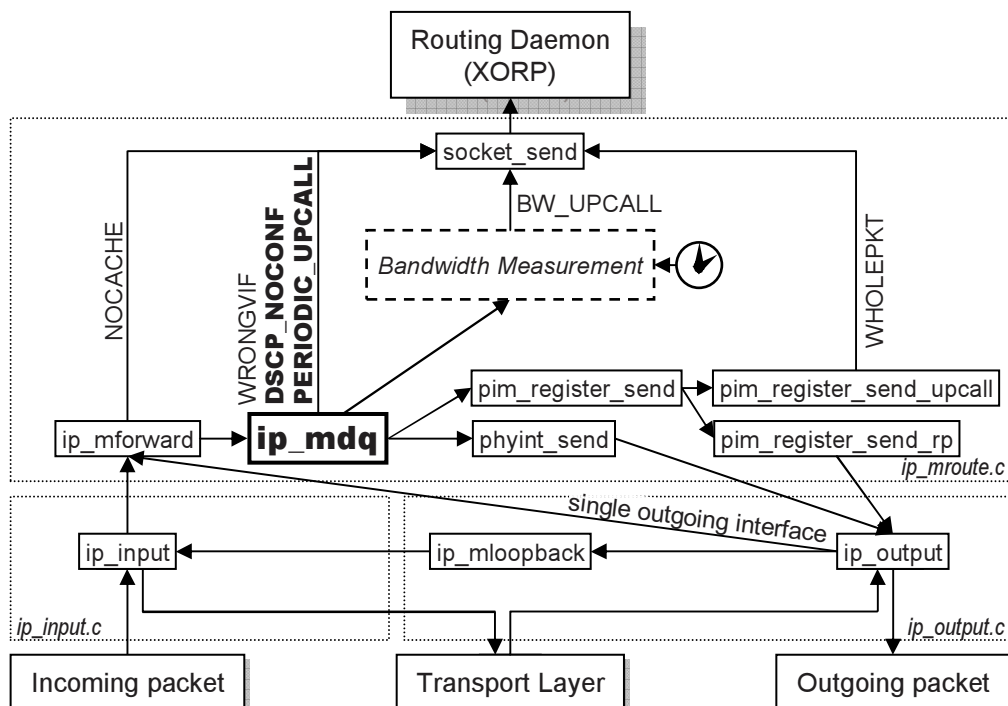 Routing Daemon
(XORP)
socket_send
BW_UPCALL
Bandwidth Measurement
NOCACHE
WRONGVIF
DSCP_NOCONF
PERIODIC_UPCALL
WHOLEPKT
pim_register_send
pim_register_send_upcall
ip_mforward
ip_mdq
phyint_send
pim_register_send_rp
ip_mroute.c
single outgoing interface
ip_input
ip_mloopback
ip_output
ip_input.c
ip_output.c
Incoming packet
Transport Layer
Outgoing packet